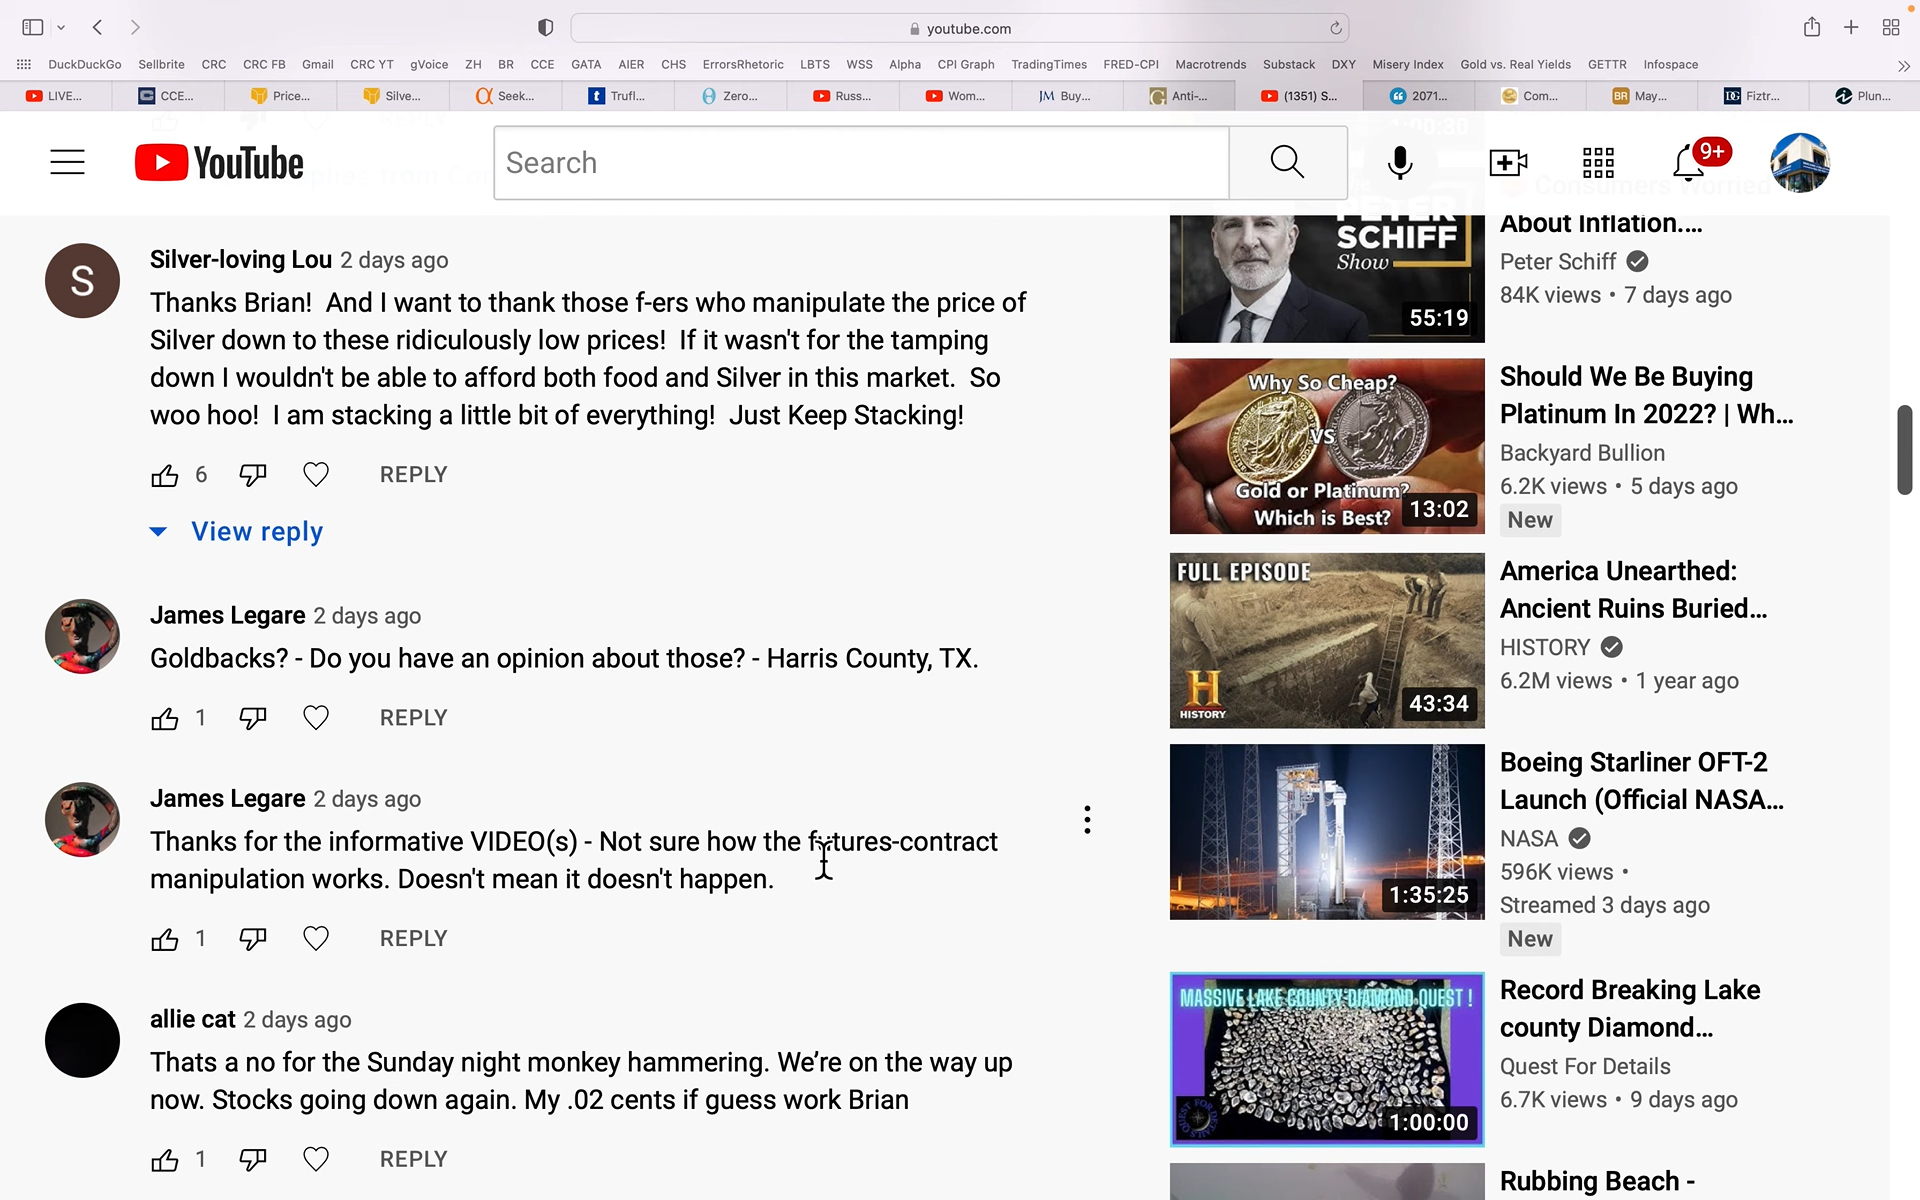 youtube.com
DuckDuckGo Sellbrite CRC CRC FB Gmail CRC YT gVoice ZH BR CCE GATA AIER CHS ErrorsRhetoric LBTS WSS Alpha CPI Graph TradingTimes FRED-CPI Macrotrends Substack DXY Misery Index Gold vs. Real Yields GETTR Infospace
LIVE... CCE... Price... Silve... Seek... Trufl... Zero... Russ... Wom... JM Buy... Anti-... (1351) S... 2071... Com... BR May... DG Fiztr... Plun...
YouTube
Search
9+
Silver-loving Lou 2 days ago
S
Thanks Brian! And I want to thank those f-ers who manipulate the price of
Silver down to these ridiculously low prices! If it wasn't for the tamping
down I wouldn't be able to afford both food and Silver in this market. So
woo hoo! I am stacking a little bit of everything! Just Keep Stacking!
6 REPLY
View reply
James Legare 2 days ago
Goldbacks? - Do you have an opinion about those? - Harris County, TX.
1 REPLY
James Legare 2 days ago
Thanks for the informative VIDEO(s) - Not sure how the futures-contract
manipulation works. Doesn't mean it doesn't happen.
1 REPLY
allie cat 2 days ago
Thats a no for the Sunday night monkey hammering. We’re on the way up
now. Stocks going down again. My .02 cents if guess work Brian
1 REPLY
Consumers Worried
About Inflation....
Peter Schiff
84K views • 7 days ago
PETER
SCHIFF
Show
55:19
Should We Be Buying
Platinum In 2022? | Wh...
Backyard Bullion
6.2K views • 5 days ago
New
Why So Cheap?
VS
Gold or Platinum?
Which is Best?
13:02
America Unearthed:
Ancient Ruins Buried...
HISTORY
6.2M views • 1 year ago
FULL EPISODE
H
HISTORY
43:34
Boeing Starliner OFT-2
Launch (Official NASA...
NASA
596K views •
Streamed 3 days ago
New
1:35:25
Record Breaking Lake
county Diamond...
Quest For Details
6.7K views • 9 days ago
MASSIVE LAKE COUNTY DIAMOND QUEST !
QUEST FOR DETAILS
1:00:00
Rubbing Beach -